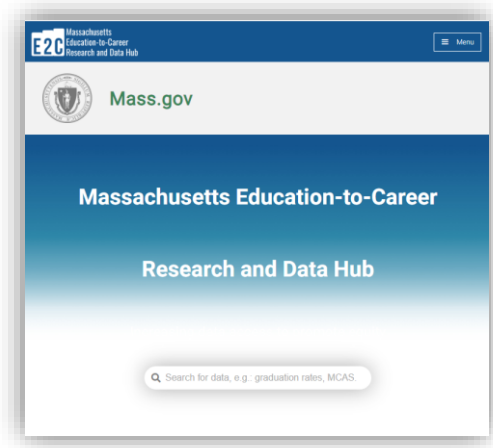 E2C
Massachusetts
Education-to-Career
Research and Data Hub
≡ Menu
Mass.gov
Massachusetts Education-to-Career
Research and Data Hub
Search for data, e.g.: graduation rates, MCAS.